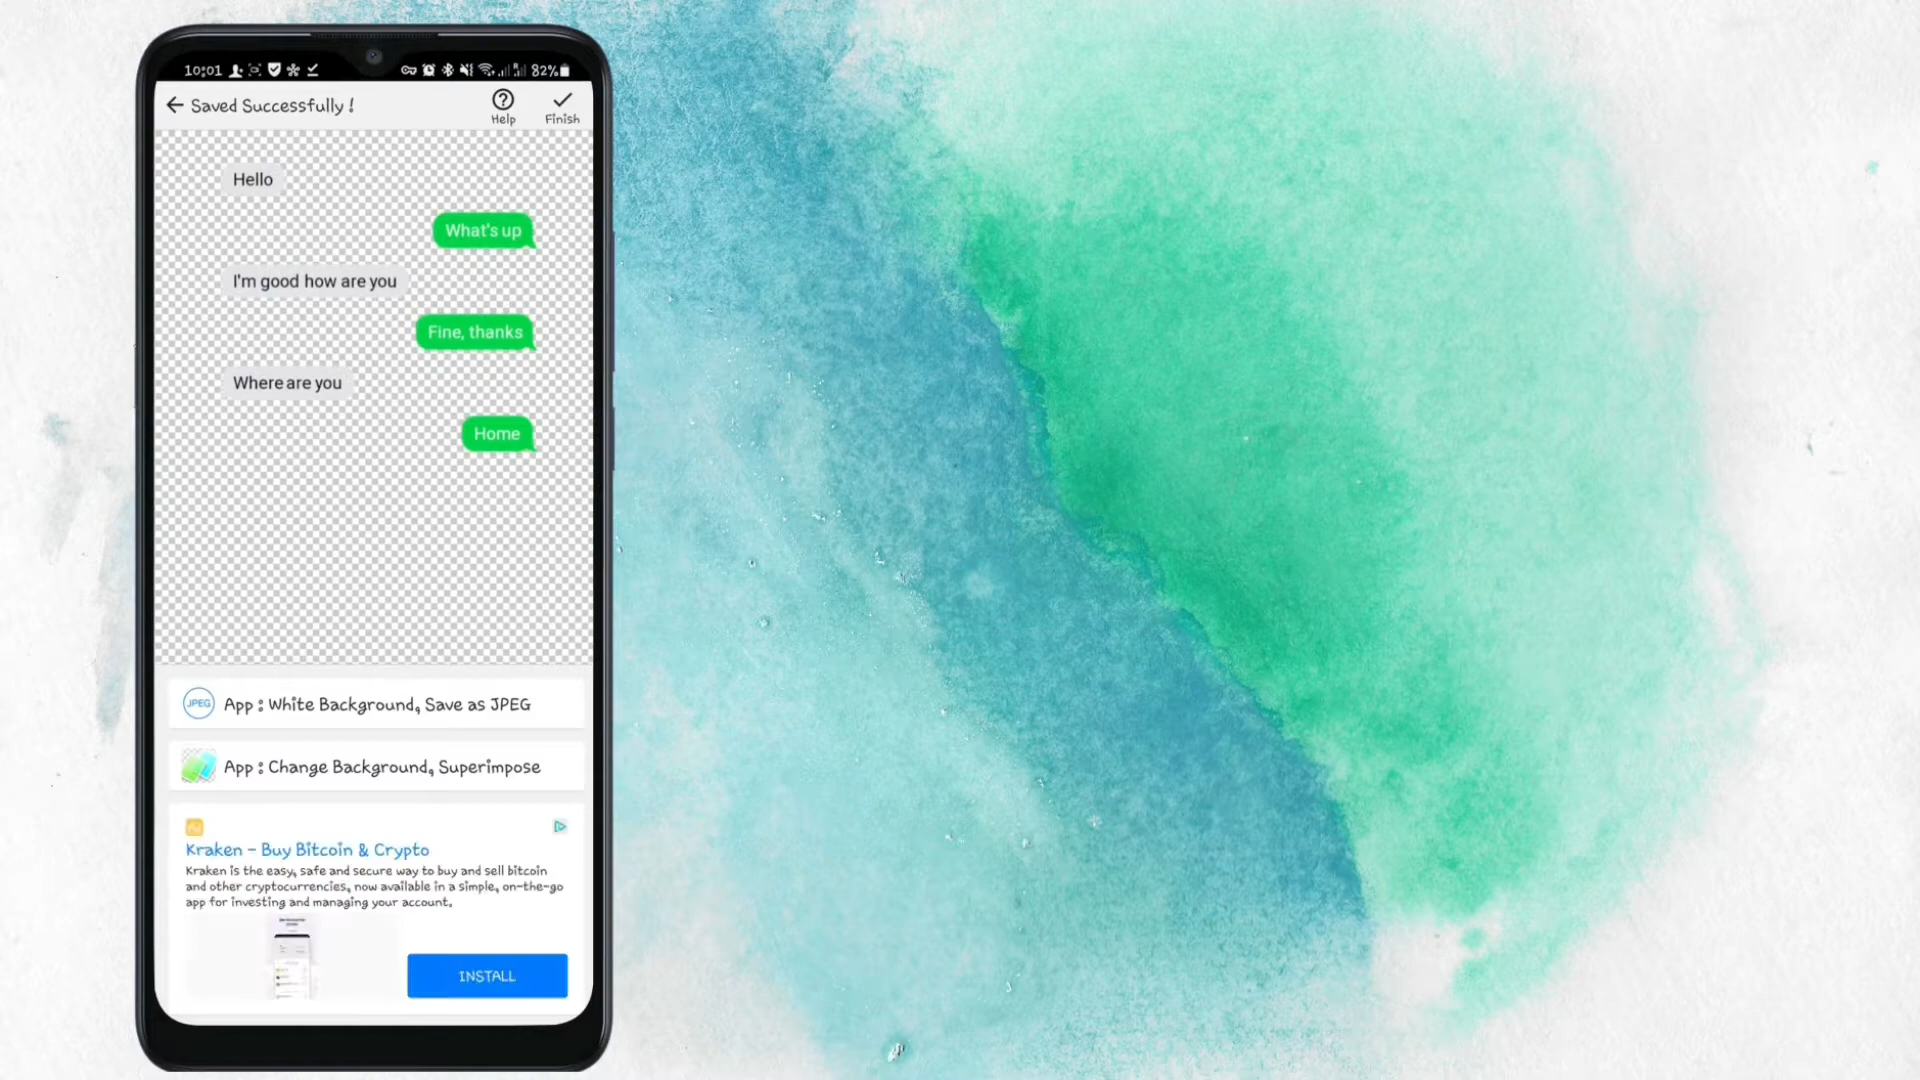 10:01 82%
Saved Successfully !
Help Finish
Hello
What's up
I'm good how are you
Fine, thanks
Where are you
Home
JPEG App : White Background, Save as JPEG
App : Change Background, Superimpose
Ad
Kraken - Buy Bitcoin & Crypto
Kraken is the easy, safe and secure way to buy and sell bitcoin
and other cryptocurrencies, now available in a simple, on-the-go
app for investing and managing your account.
INSTALL